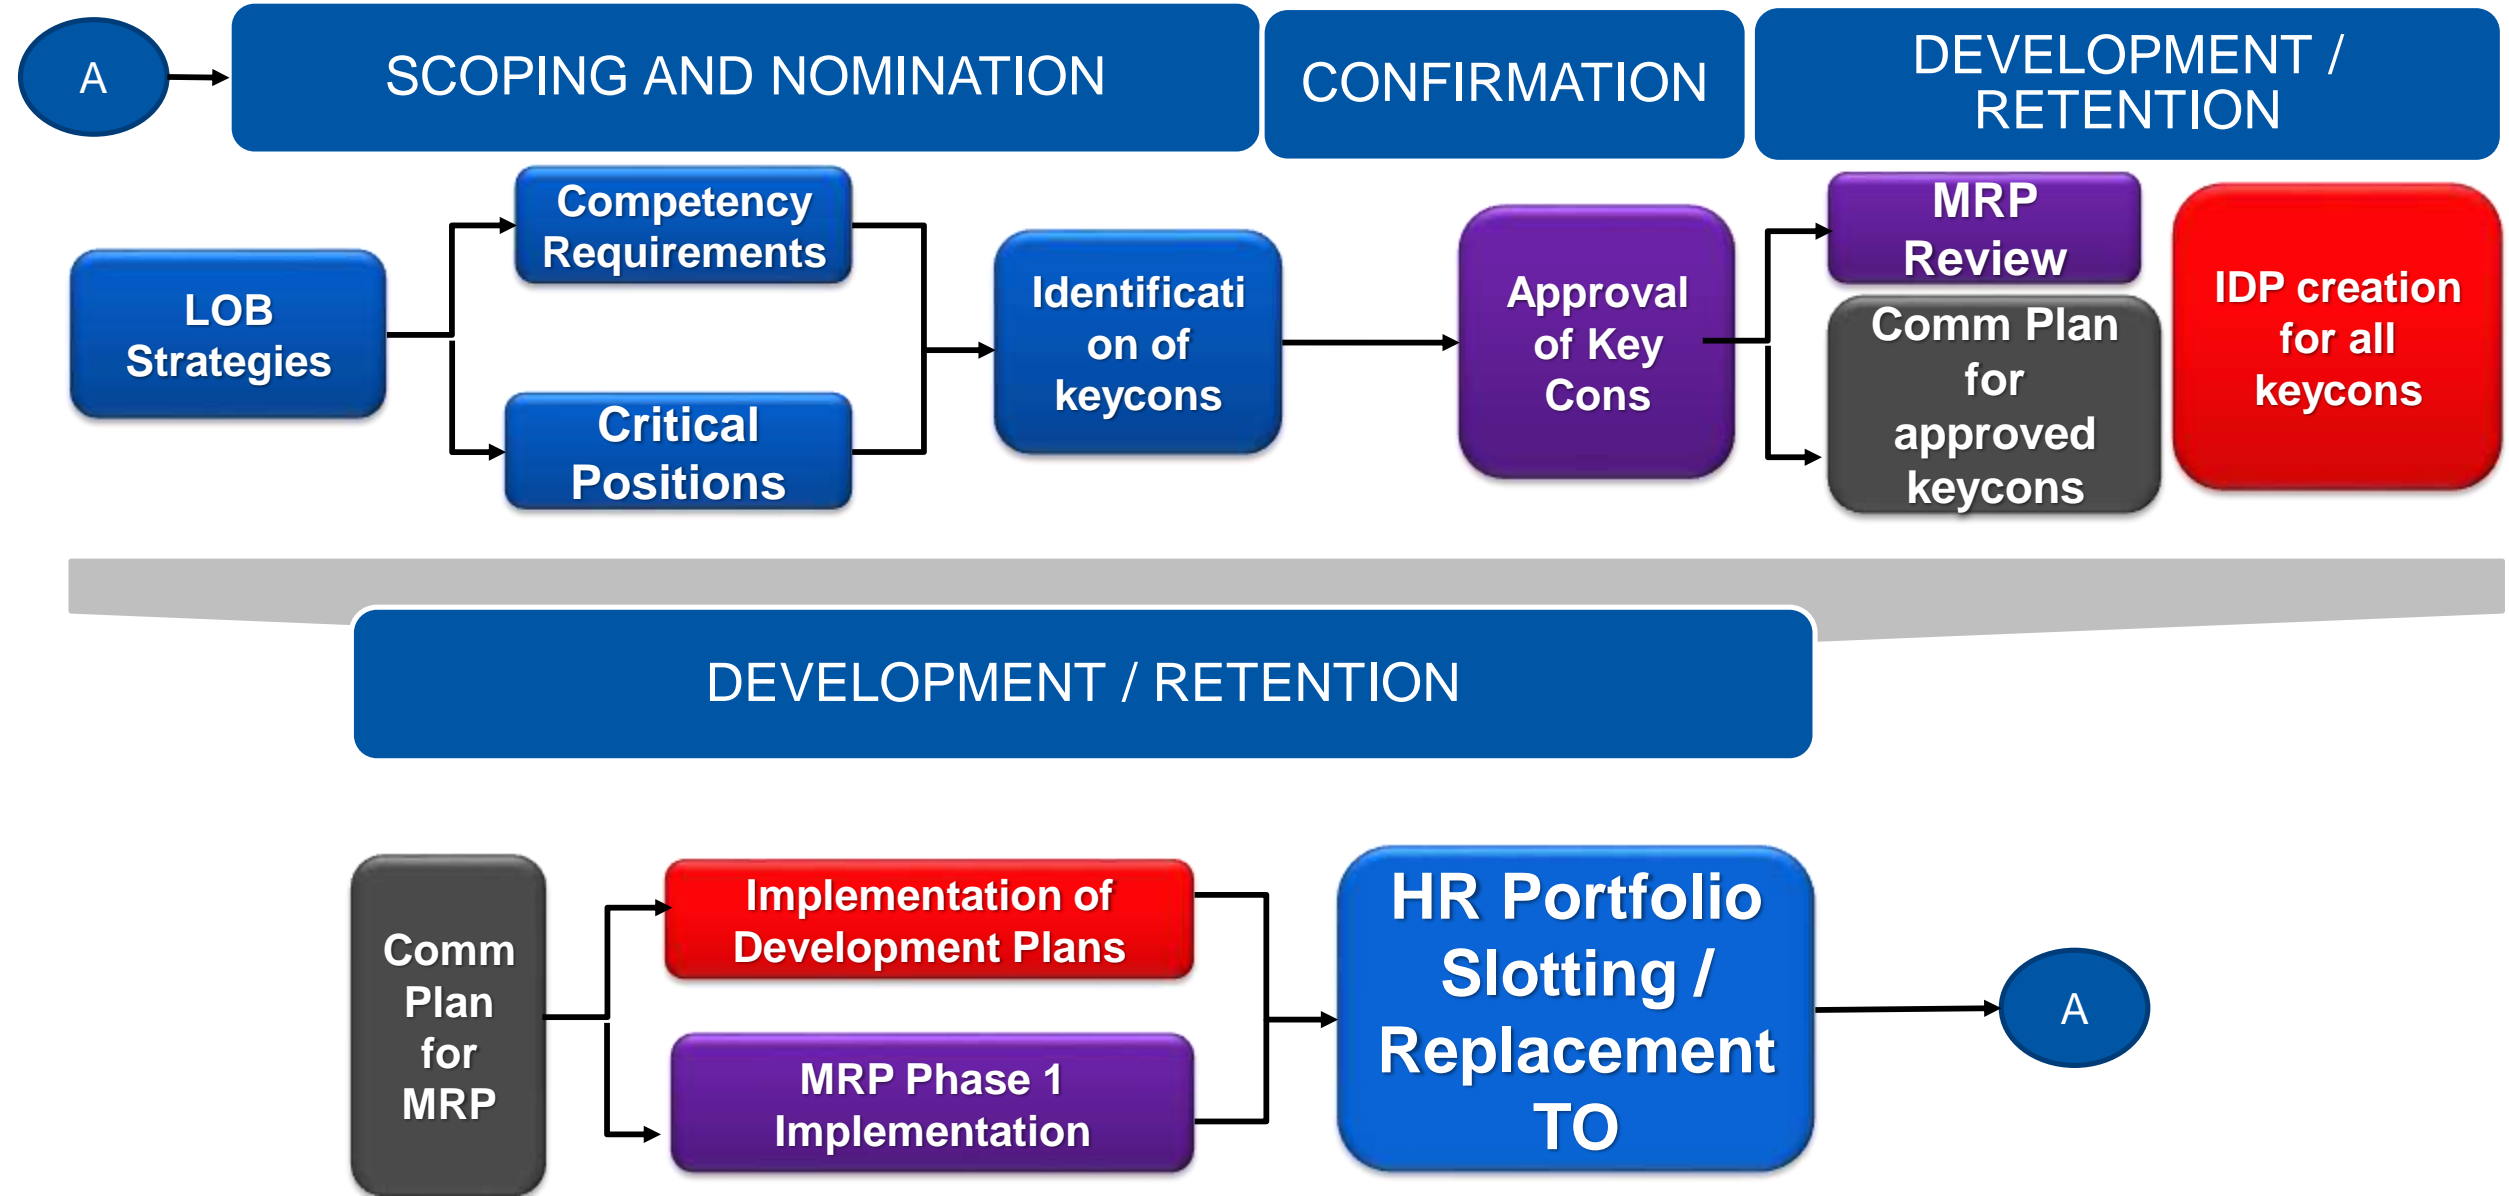 A
SCOPING AND NOMINATION
CONFIRMATION
DEVELOPMENT /
RETENTION
LOB
Strategies
Competency
Requirements
Critical
Positions
Identificati
on of
keycons
Approval
of Key
Cons
MRP
Review
Comm Plan
for
approved
keycons
IDP creation
for all
keycons
DEVELOPMENT / RETENTION
Comm
Plan
for
MRP
Implementation of
Development Plans
MRP Phase 1
Implementation
HR Portfolio
Slotting /
Replacement
TO
A